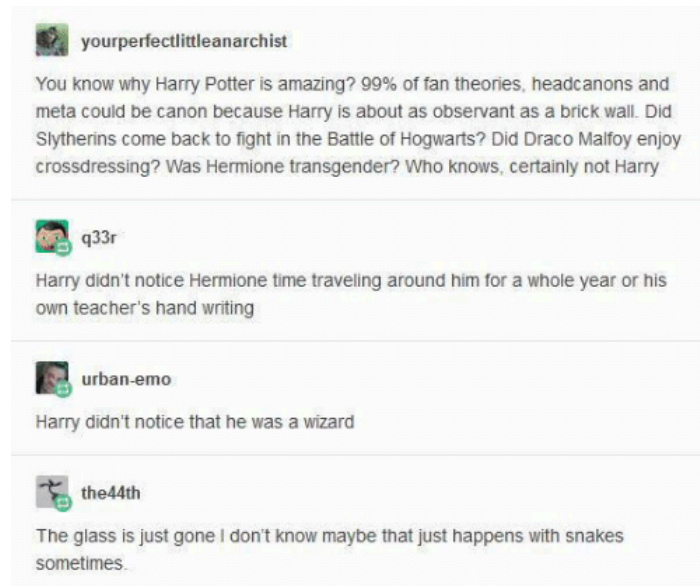 yourperfectlittleanarchist
You know why Harry Potter is amazing? 99% of fan theories, headcanons and
meta could be canon because Harry is about as observant as a brick wall. Did
Slytherins come back to fight in the Battle of Hogwarts? Did Draco Malfoy enjoy
crossdressing? Was Hermione transgender? Who knows, certainly not Harry
q33r
Harry didn't notice Hermione time traveling around him for a whole year or his
own teacher's hand writing
urban-emo
Harry didn't notice that he was a wizard
the44th
The glass is just gone I don't know maybe that just happens with snakes
sometimes.